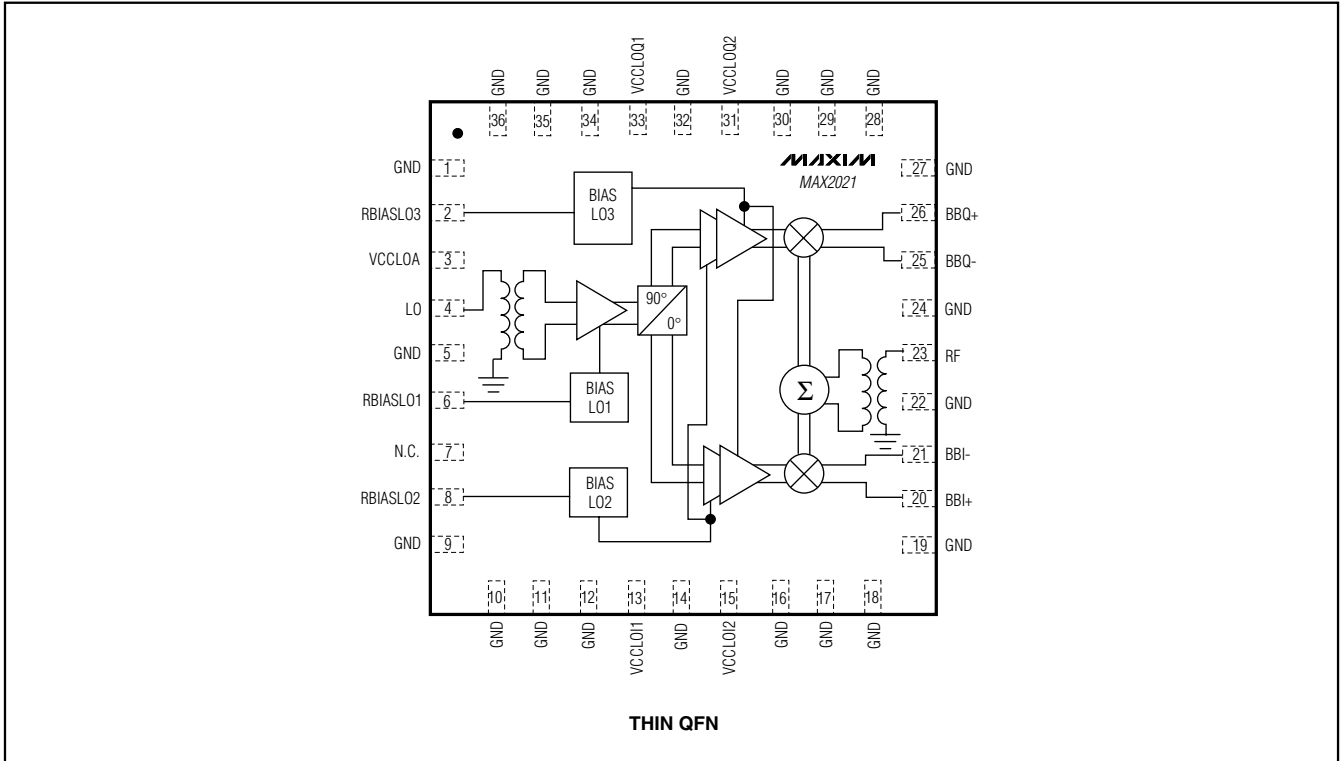 GND
GND
GND
VCCLOQ1
GND
VCCLOQ2
GND
GND
GND
36
35
34
33
32
31
30
29
28
MAXIM
MAX2021
GND 1
RBIASLO3 2
VCCLOA 3
LO 4
GND 5
RBIASLO1 6
N.C. 7
RBIASLO2 8
GND 9
BIAS
LO3
90°
0°
BIAS
LO1
BIAS
LO2
Σ
27 GND
26 BBQ+
25 BBQ-
24 GND
23 RF
22 GND
21 BBI-
20 BBI+
19 GND
10
11
12
13
14
15
16
17
18
GND
GND
GND
VCCLOI1
GND
VCCLOI2
GND
GND
GND
THIN QFN